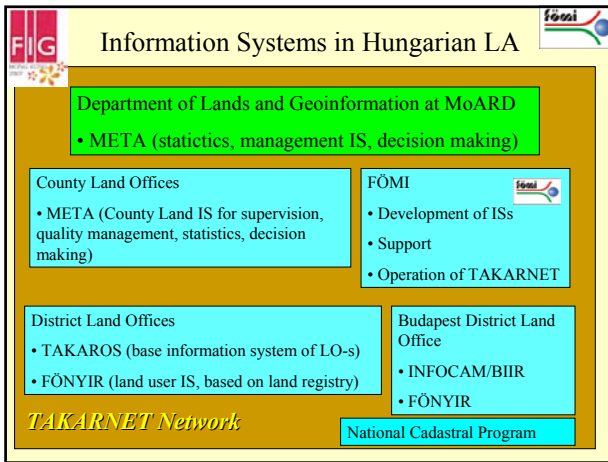 FIG
HONG KONG
2007
Information Systems in Hungarian LA
fömi
Department of Lands and Geoinformation at MoARD
• META (statictics, management IS, decision making)
County Land Offices
• META (County Land IS for supervision,
quality management, statistics, decision
making)
FÖMI
fömi
• Development of ISs
• Support
• Operation of TAKARNET
District Land Offices
• TAKAROS (base information system of LO-s)
• FÖNYIR (land user IS, based on land registry)
Budapest District Land
Office
• INFOCAM/BIIR
• FÖNYIR
TAKARNET Network
National Cadastral Program